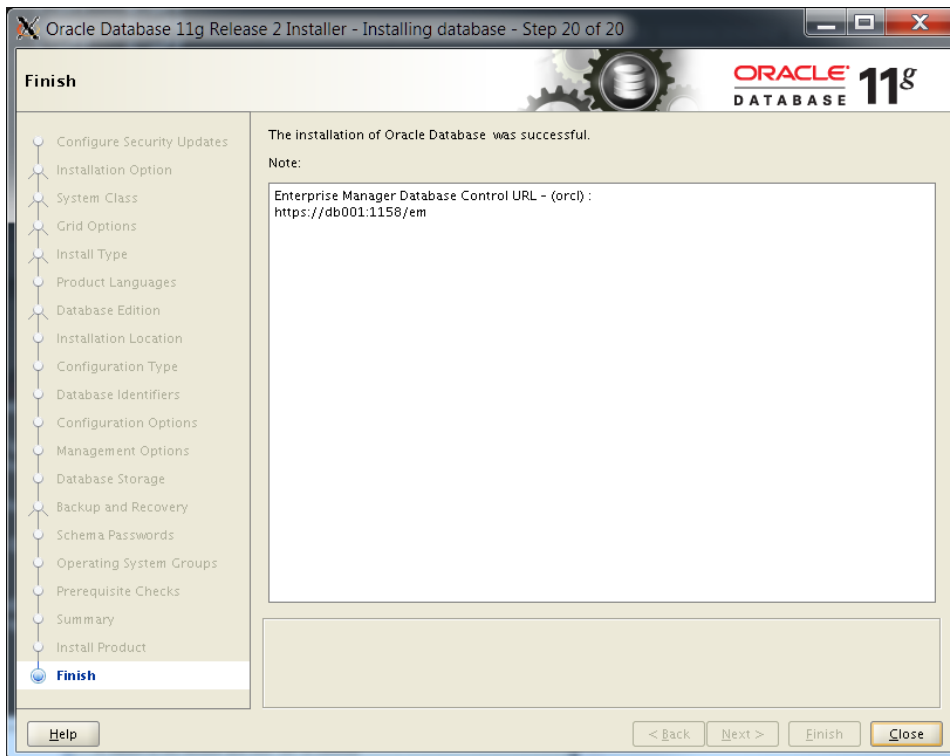 Oracle Database 11g Release 2 Installer - Installing database - Step 20 of 20
Finish
ORACLE
DATABASE
11g
Configure Security Updates
Installation Option
System Class
Grid Options
Install Type
Product Languages
Database Edition
Installation Location
Configuration Type
Database Identifiers
Configuration Options
Management Options
Database Storage
Backup and Recovery
Schema Passwords
Operating System Groups
Prerequisite Checks
Summary
Install Product
Finish
The installation of Oracle Database was successful.
Note:
Enterprise Manager Database Control URL - (orcl) :
https://db001:1158/em
Help
< Back
Next >
Finish
Close